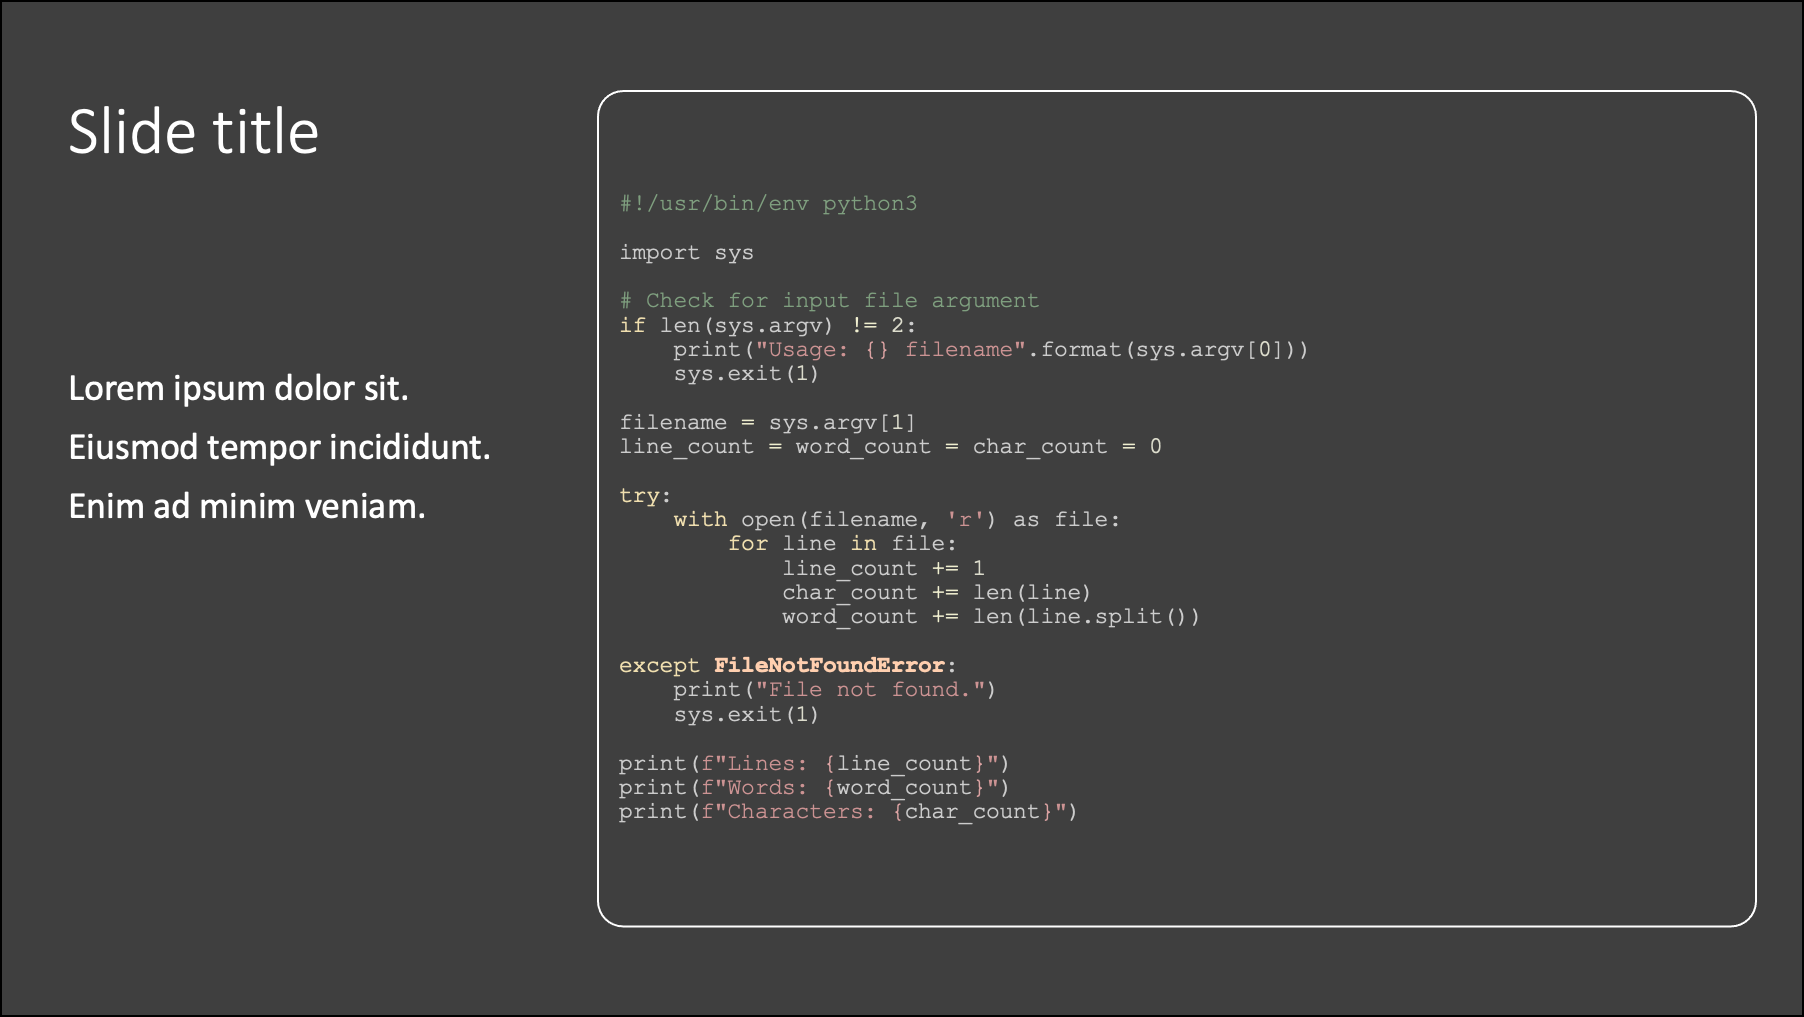 Slide title
Lorem ipsum dolor sit.
Eiusmod tempor incididunt.
Enim ad minim veniam.
#!/usr/bin/env python3

import sys

# Check for input file argument
if len(sys.argv) != 2:
    print("Usage: {} filename".format(sys.argv[0]))
    sys.exit(1)

filename = sys.argv[1]
line_count = word_count = char_count = 0

try:
    with open(filename, 'r') as file:
        for line in file:
            line_count += 1
            char_count += len(line)
            word_count += len(line.split())

except FileNotFoundError:
    print("File not found.")
    sys.exit(1)

print(f"Lines: {line_count}")
print(f"Words: {word_count}")
print(f"Characters: {char_count}")